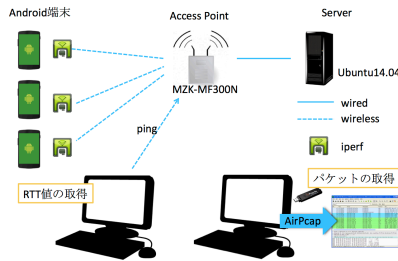 Android端末
Access Point
Server
MZK-MF300N
Ubuntu14.04
wired
wireless
ping
iperf
RTT値の取得
パケットの取得
AirPcap